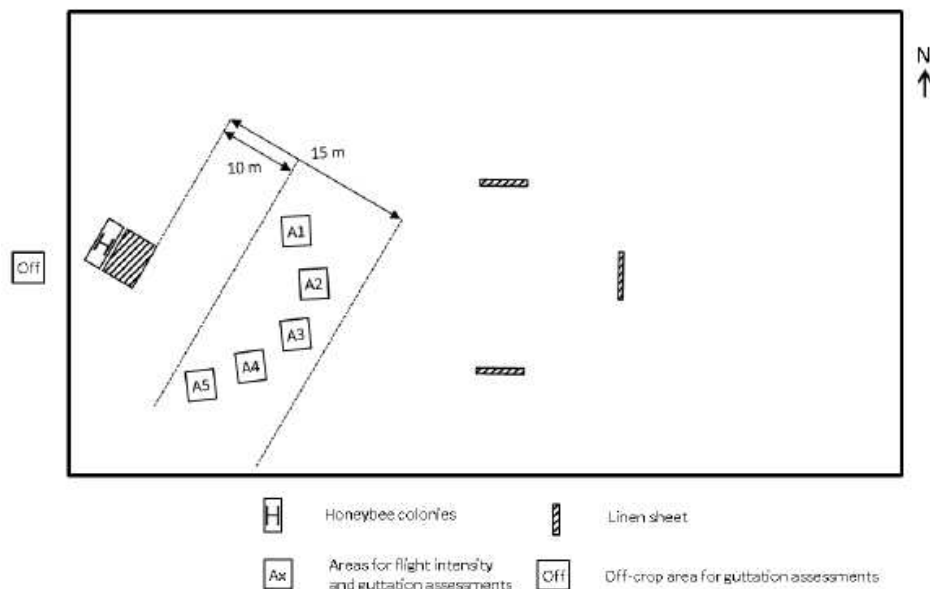 N
15 m
10 m
A1
H
Off
A2
A3
A4
A5
H Honeybee colonies
Linen sheet
Ax Areas for flight intensity
and guttation assessments
Off Off-crop area for guttation assessments